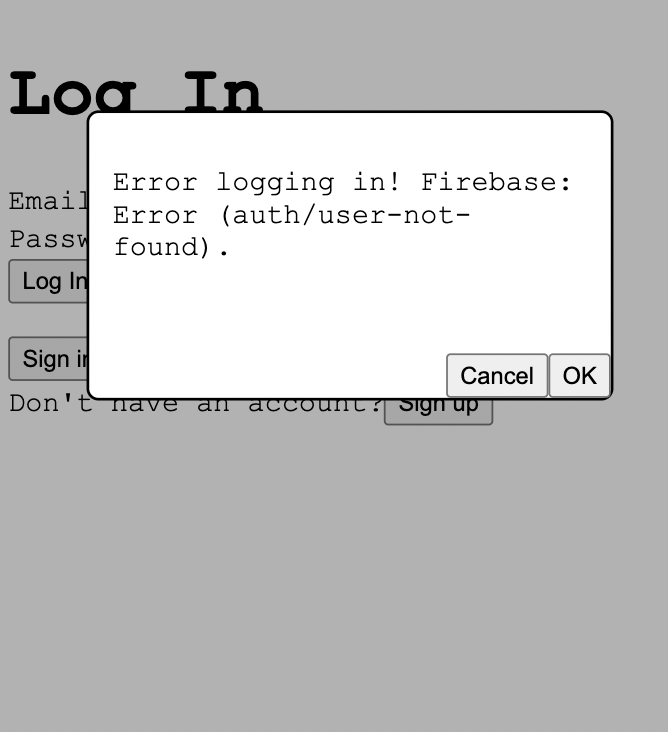 Log In
Error logging in! Firebase:
Error (auth/user-not-
found).
Email
Passw
Log In
Cancel OK
Sign in
Don't have an account? Sign up